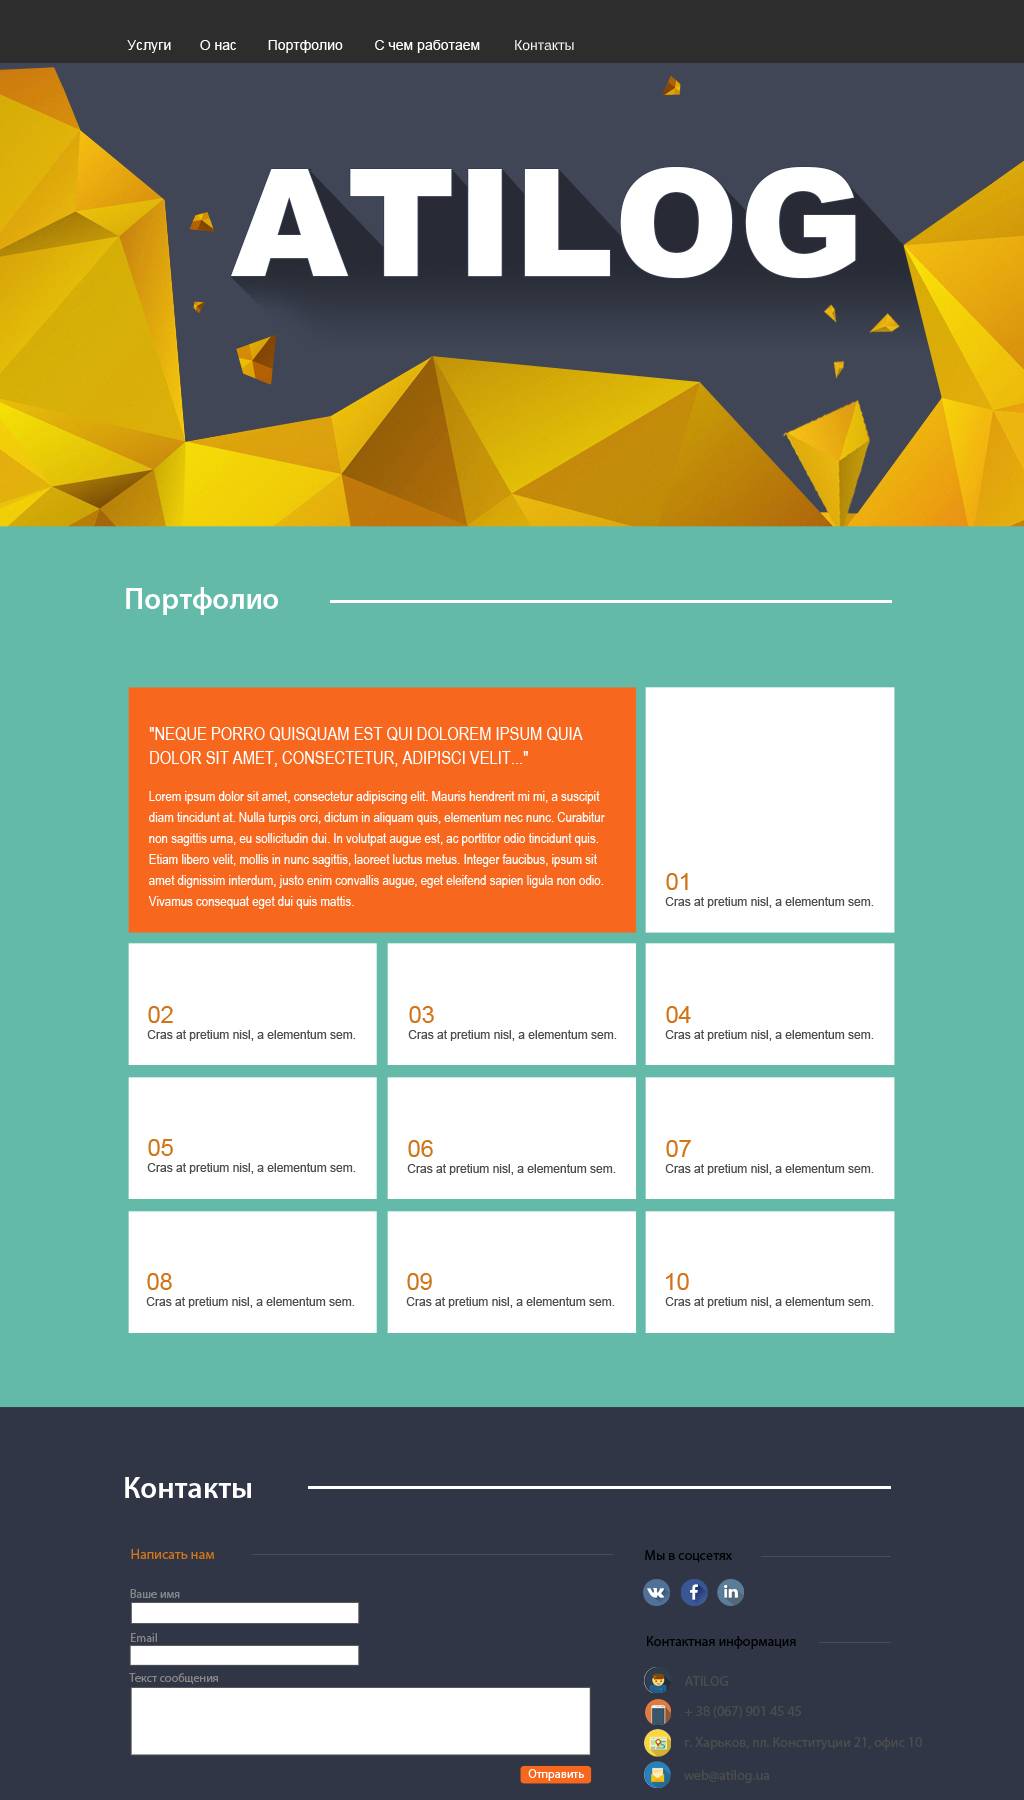 Услуги О нас Портфолио С чем работаем Контакты
ATILOG
Портфолио
"NEQUE PORRO QUISQUAM EST QUI DOLOREM IPSUM QUIA
DOLOR SIT AMET, CONSECTETUR, ADIPISCI VELIT..."
Lorem ipsum dolor sit amet, consectetur adipiscing elit. Mauris hendrerit mi mi, a suscipit
diam tincidunt at. Nulla turpis orci, dictum in aliquam quis, elementum nec nunc. Curabitur
non sagittis urna, eu sollicitudin dui. In volutpat augue est, ac porttitor odio tincidunt quis.
Etiam libero velit, mollis in nunc sagittis, laoreet luctus metus. Integer faucibus, ipsum sit
amet dignissim interdum, justo enim convallis augue, eget eleifend sapien ligula non odio.
Vivamus consequat eget dui quis mattis.
01
Cras at pretium nisl, a elementum sem.
02
Cras at pretium nisl, a elementum sem.
03
Cras at pretium nisl, a elementum sem.
04
Cras at pretium nisl, a elementum sem.
05
Cras at pretium nisl, a elementum sem.
06
Cras at pretium nisl, a elementum sem.
07
Cras at pretium nisl, a elementum sem.
08
Cras at pretium nisl, a elementum sem.
09
Cras at pretium nisl, a elementum sem.
10
Cras at pretium nisl, a elementum sem.
Контакты
Написать нам
Ваше имя
Email
Текст сообщения
Отправить
Мы в соцсетях
Контактная информация
ATILOG
+ 38 (067) 901 45 45
г. Харьков, пл. Конституции 21, офис 10
web@atilog.ua